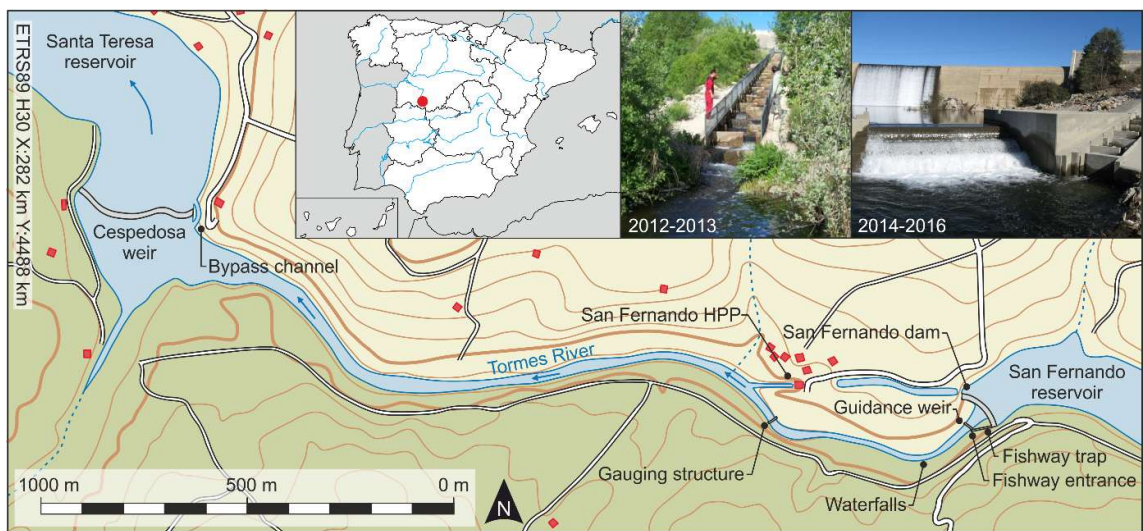 ETRS89 H30 X:282 km Y:4488 km
Santa Teresa
reservoir
2012-2013
2014-2016
Cespedosa
weir
Bypass channel
San Fernando HPP
San Fernando dam
Tormes River
San Fernando
reservoir
Guidance weir
Gauging structure
Fishway trap
Fishway entrance
Waterfalls
1000 m
500 m
0 m
N